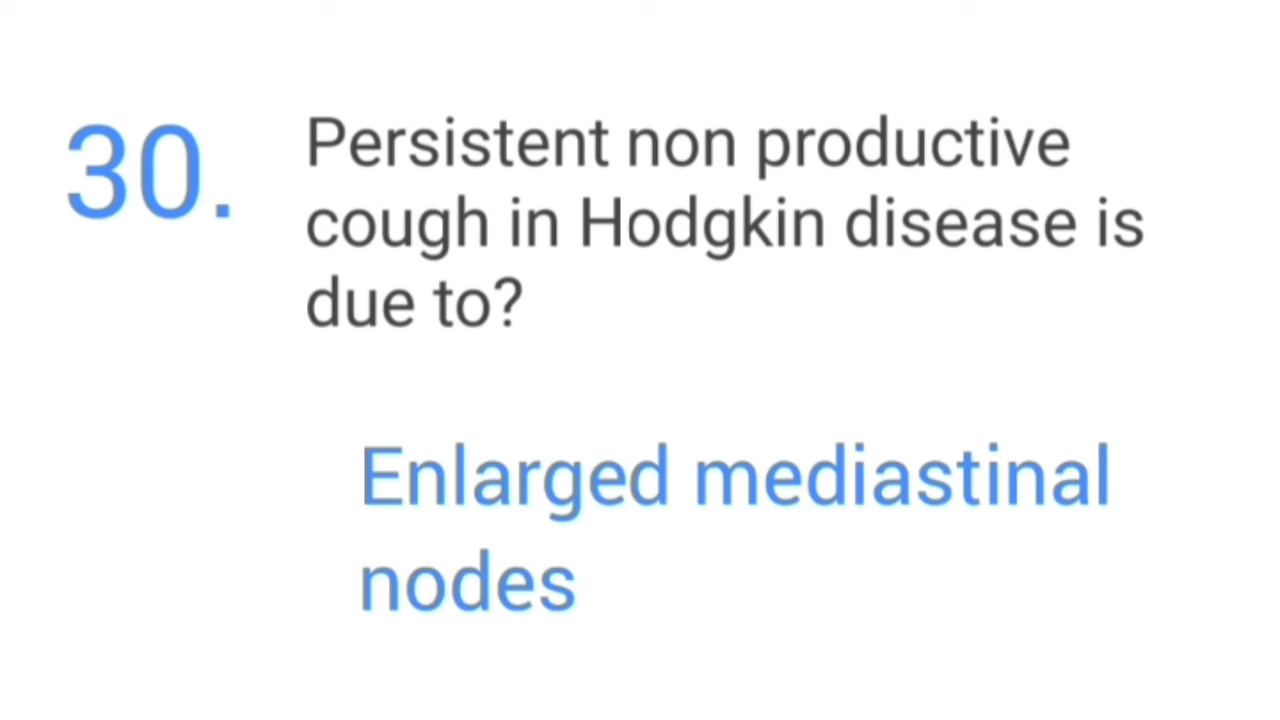 30. Persistent non productive
cough in Hodgkin disease is
due to?
Enlarged mediastinal
nodes